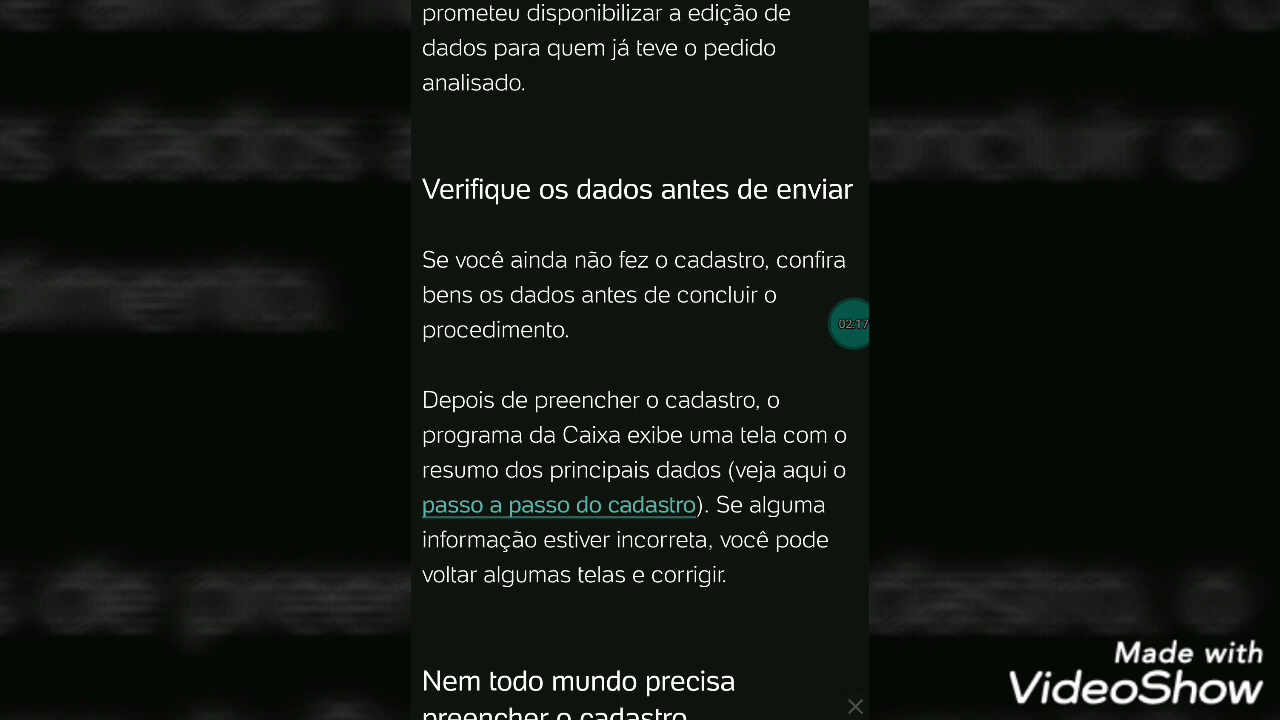 prometeu disponibilizar a edição de
dados para quem já teve o pedido
analisado.
Verifique os dados antes de enviar
Se você ainda não fez o cadastro, confira
bens os dados antes de concluir o
procedimento.
02:17
Depois de preencher o cadastro, o
programa da Caixa exibe uma tela com o
resumo dos principais dados (veja aqui o
passo a passo do cadastro). Se alguma
informação estiver incorreta, você pode
voltar algumas telas e corrigir.
Nem todo mundo precisa
preencher o cadastro
Made with
VideoShow